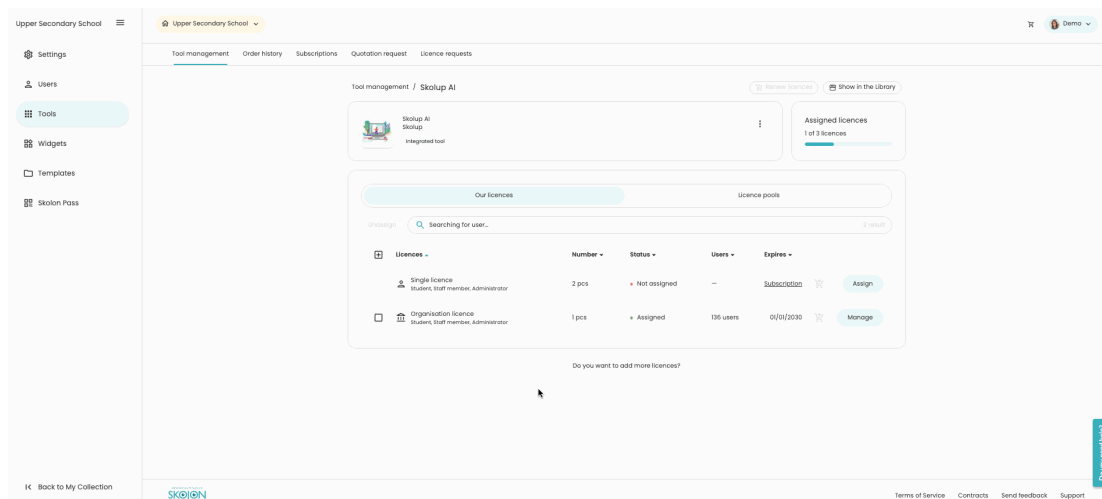 Upper Secondary School
Upper Secondary School
Demo
Settings
Users
Tools
Widgets
Templates
Skolon Pass
Back to My Collection
Tool management Order history Subscriptions Quotation request Licence requests
Tool management / Skolup AI
Renew licences Show in the Library
Skolup AI
Skolup
Integrated tool
Assigned licences
1 of 3 licences
Our licences Licence pools
Unassign Searching for user... 2 result
Licences Number Status Users Expires
Single licence
Student, Staff member, Administrator
2 pcs Not assigned — Subscription Assign
Organisation licence
Student, Staff member, Administrator
1 pcs Assigned 136 users 01/01/2030 Manage
Do you want to add more licences?
SKOLON
Terms of Service Contracts Send feedback Support